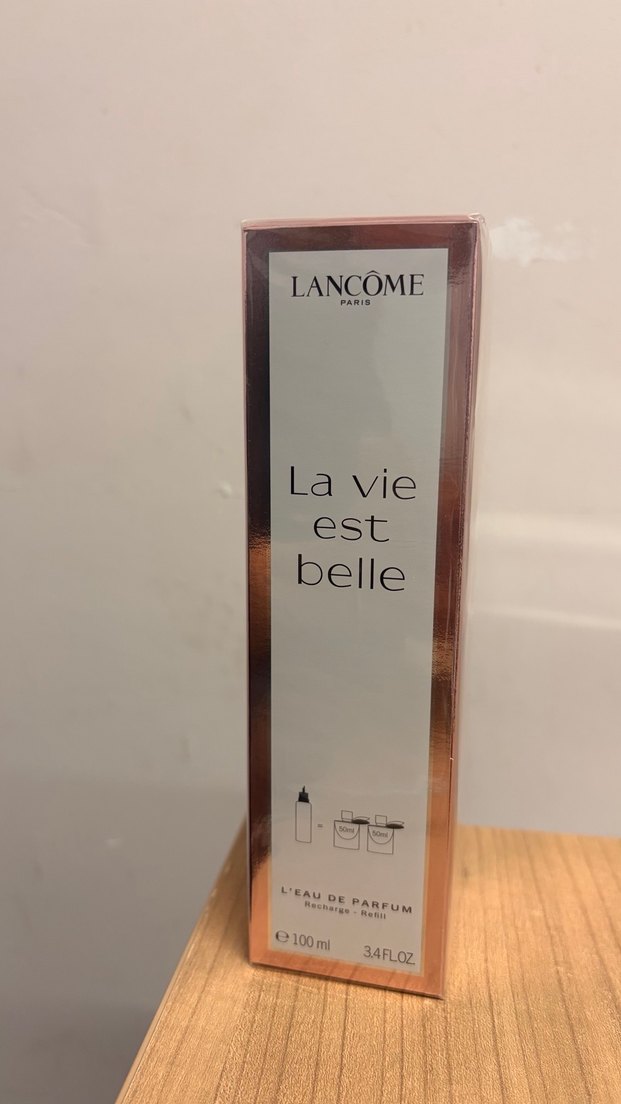 LANCÔME
PARIS
La vie
est
belle
=
50ml 50ml
L'EAU DE PARFUM
Recharge - Refill
℮ 100 ml 3.4 FL.OZ